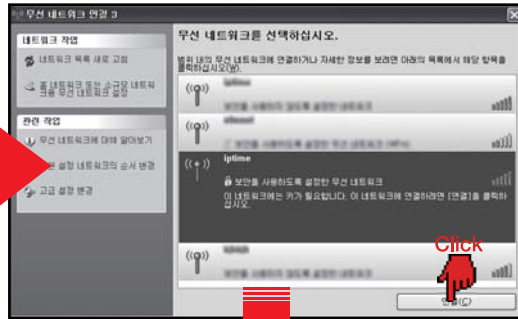 무선 네트워크 연결 3
네트워크 작업
네트워크 목록 새로 고침
홈 네트워크 또는 소규모 네트워
크용 무선 네트워크 설정
관련 작업
무선 네트워크에 대해 알아보기
설정 네트워크의 순서 변경
고급 설정 변경
무선 네트워크를 선택하십시오.
범위 내의 무선 네트워크에 연결하거나 자세한 정보를 보려면 아래의 목록에서 해당 항목을
클릭하십시오(W).
iptime
보안을 사용하도록 설정한 무선 네트워크
이 네트워크에는 키가 필요합니다. 이 네트워크에 연결하려면 [연결]을 클릭하
십시오.
Click
연결(C)